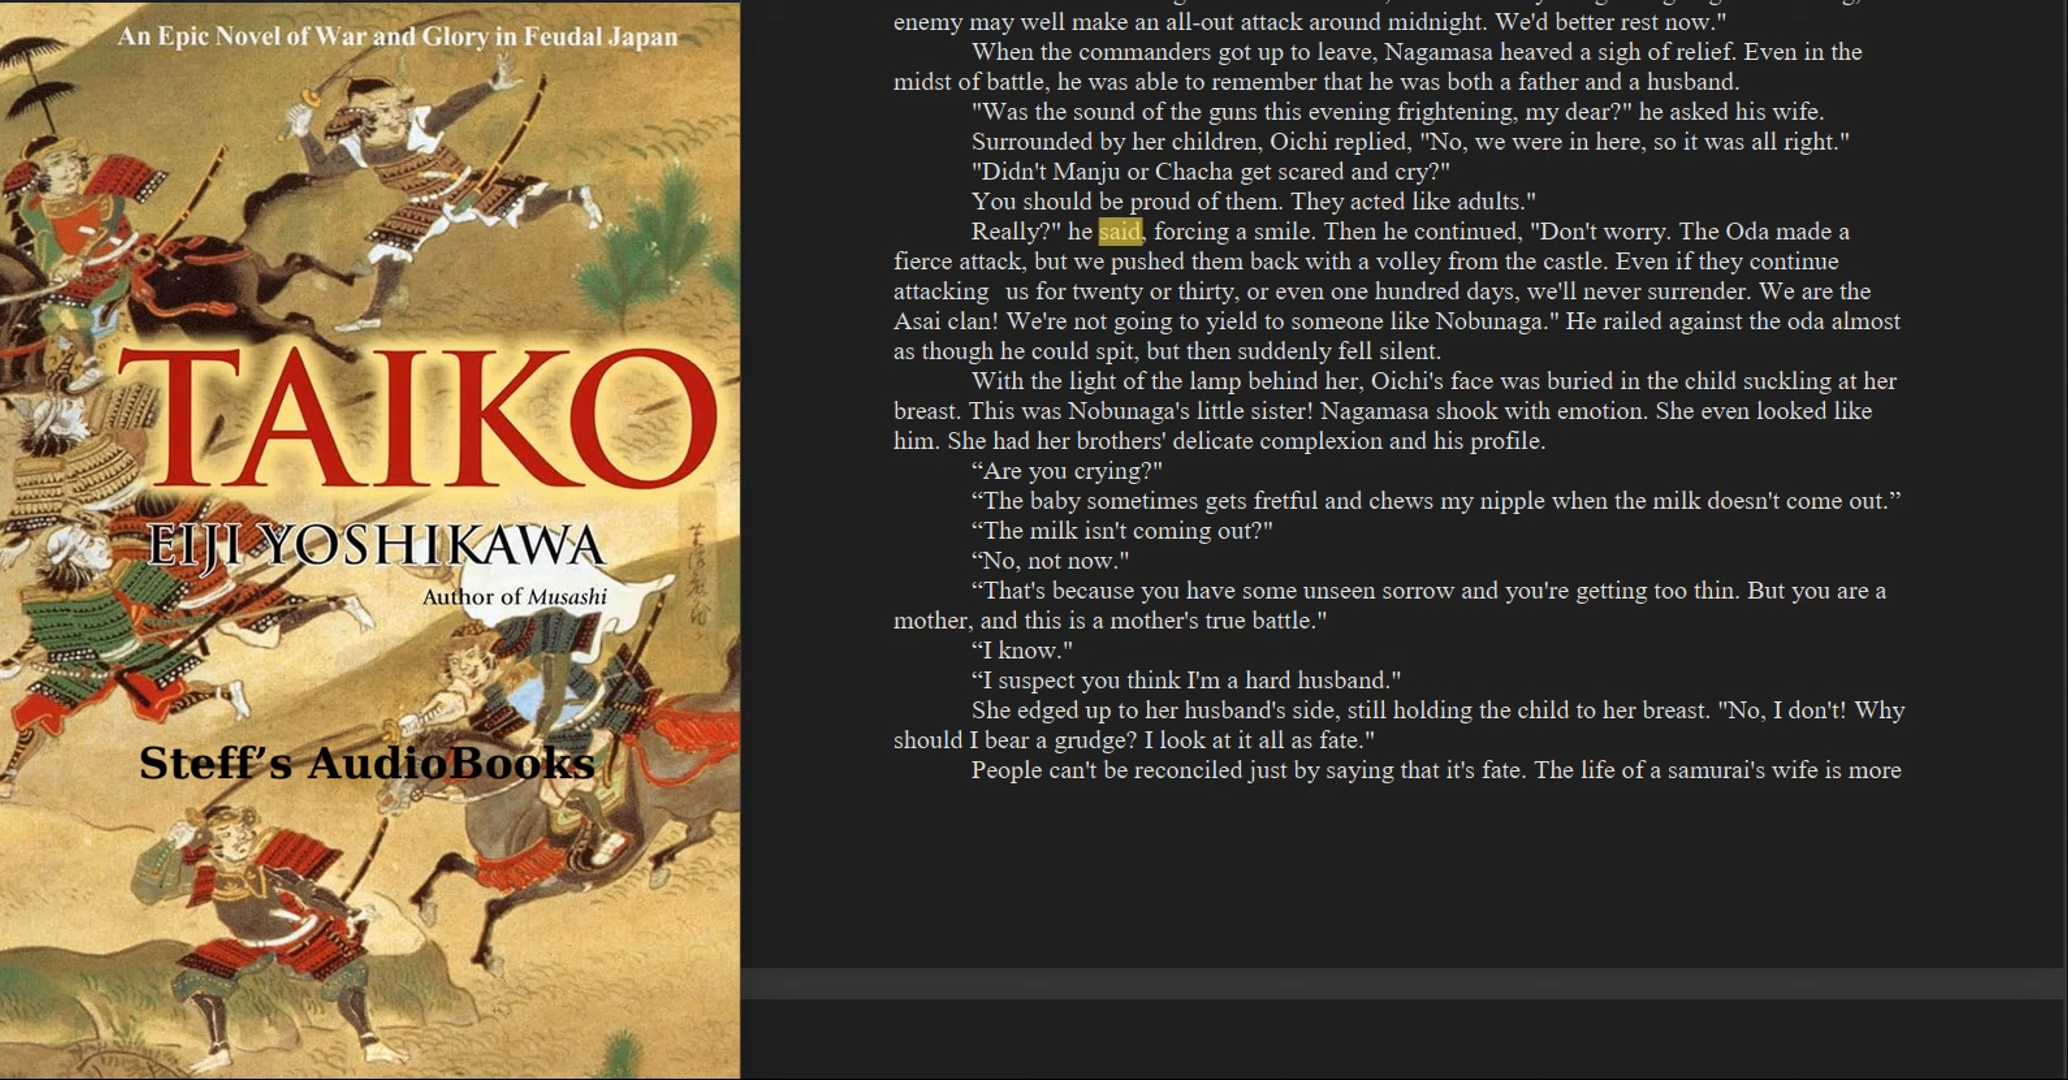 An Epic Novel of War and Glory in Feudal Japan
TAIKO
EIJI YOSHIKAWA
Author of Musashi
Steff’s AudioBooks
enemy may well make an all-out attack around midnight. We'd better rest now."
When the commanders got up to leave, Nagamasa heaved a sigh of relief. Even in the
midst of battle, he was able to remember that he was both a father and a husband.
"Was the sound of the guns this evening frightening, my dear?" he asked his wife.
Surrounded by her children, Oichi replied, "No, we were in here, so it was all right."
"Didn't Manju or Chacha get scared and cry?"
You should be proud of them. They acted like adults."
Really?" he said, forcing a smile. Then he continued, "Don't worry. The Oda made a
fierce attack, but we pushed them back with a volley from the castle. Even if they continue
attacking us for twenty or thirty, or even one hundred days, we'll never surrender. We are the
Asai clan! We're not going to yield to someone like Nobunaga." He railed against the oda almost
as though he could spit, but then suddenly fell silent.
With the light of the lamp behind her, Oichi's face was buried in the child suckling at her
breast. This was Nobunaga's little sister! Nagamasa shook with emotion. She even looked like
him. She had her brothers' delicate complexion and his profile.
“Are you crying?"
“The baby sometimes gets fretful and chews my nipple when the milk doesn't come out.”
“The milk isn't coming out?"
“No, not now."
“That's because you have some unseen sorrow and you're getting too thin. But you are a
mother, and this is a mother's true battle."
“I know."
“I suspect you think I'm a hard husband."
She edged up to her husband's side, still holding the child to her breast. "No, I don't! Why
should I bear a grudge? I look at it all as fate."
People can't be reconciled just by saying that it's fate. The life of a samurai's wife is more